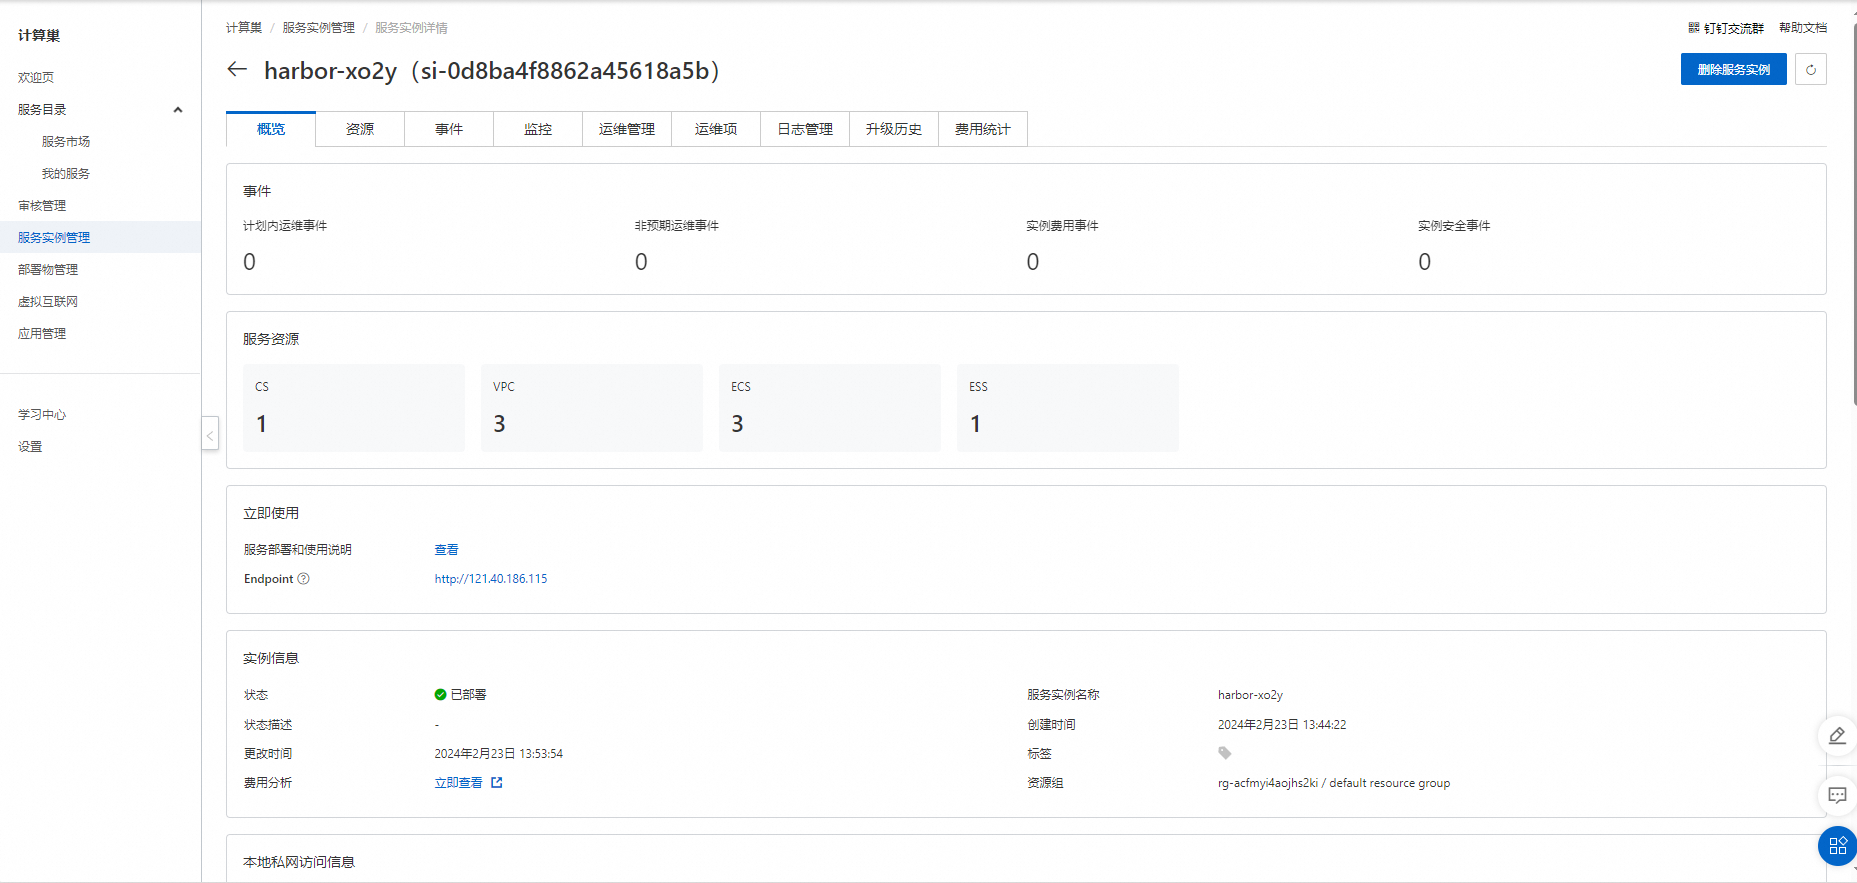 计算巢
欢迎页
服务目录
服务市场
我的服务
审核管理
服务实例管理
部署物管理
虚拟互联网
应用管理
学习中心
设置
计算巢 / 服务实例管理 / 服务实例详情
钉钉交流群 帮助文档
harbor-xo2y（si-0d8ba4f8862a45618a5b）
删除服务实例
概览 资源 事件 监控 运维管理 运维项 日志管理 升级历史 费用统计
事件
计划内运维事件 非预期运维事件 实例费用事件 实例安全事件
0 0 0 0
服务资源
CS VPC ECS ESS
1 3 3 1
立即使用
服务部署和使用说明 查看
Endpoint http://121.40.186.115
实例信息
状态 已部署 服务实例名称 harbor-xo2y
状态描述 - 创建时间 2024年2月23日 13:44:22
更改时间 2024年2月23日 13:53:54 标签
费用分析 立即查看 资源组 rg-acfmyi4aojhs2ki / default resource group
本地私网访问信息